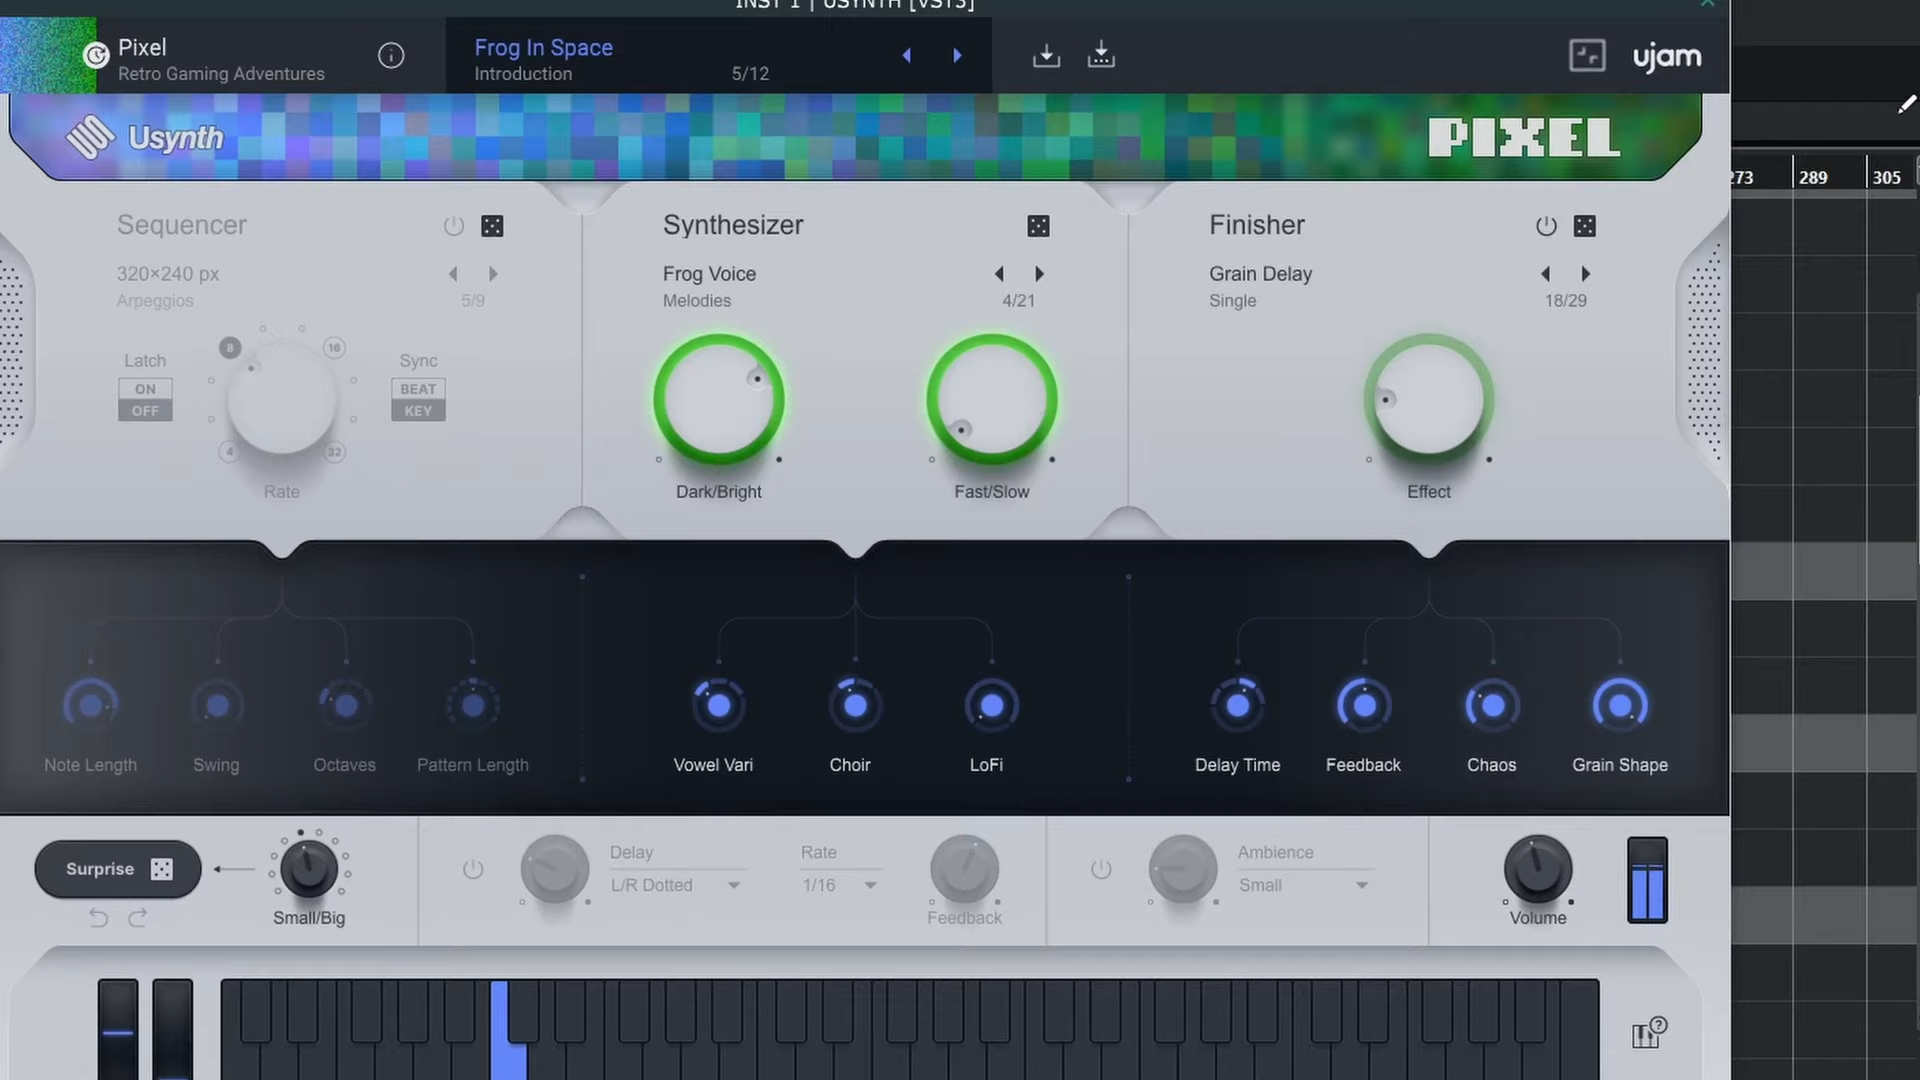 INST 1 | USYNTH [VST3]
Pixel
Retro Gaming Adventures
Frog In Space
Introduction 5/12
ujam
Usynth
PIXEL
289 305
Sequencer
320×240 px
Arpeggios 5/9
Latch
ON
OFF
8 16
4 32
Rate
Sync
BEAT
KEY
Synthesizer
Frog Voice
Melodies 4/21
Dark/Bright Fast/Slow
Finisher
Grain Delay
Single 18/29
Effect
Note Length Swing Octaves Pattern Length
Vowel Vari Choir LoFi
Delay Time Feedback Chaos Grain Shape
Surprise
Small/Big
Delay
L/R Dotted
Rate
1/16
Feedback
Ambience
Small
Volume
?